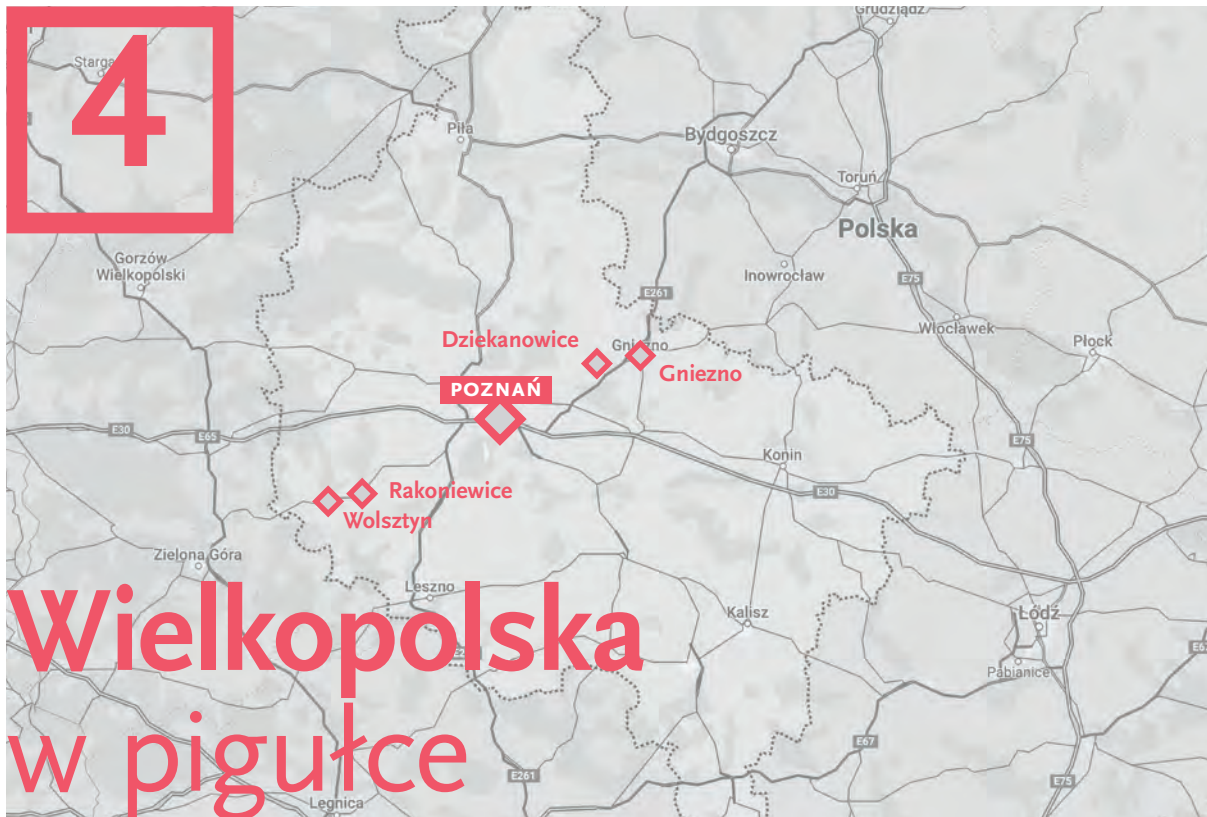 4
Grudziądz
Starga
Piła
Bydgoszcz
Toruń
Polska
Gorzów
Wielkopolski
Inowrocław
E75
E261
Włocławek
Płock
Dziekanowice
Gniezno
Gniezno
POZNAŃ
E30
E65
E75
Konin
E30
Rakoniewice
Wolsztyn
Zielona Góra
Leszno
Kalisz
Łódź
Pabianice
Wielkopolska
w pigułce
E67
E261
E75
Legnica